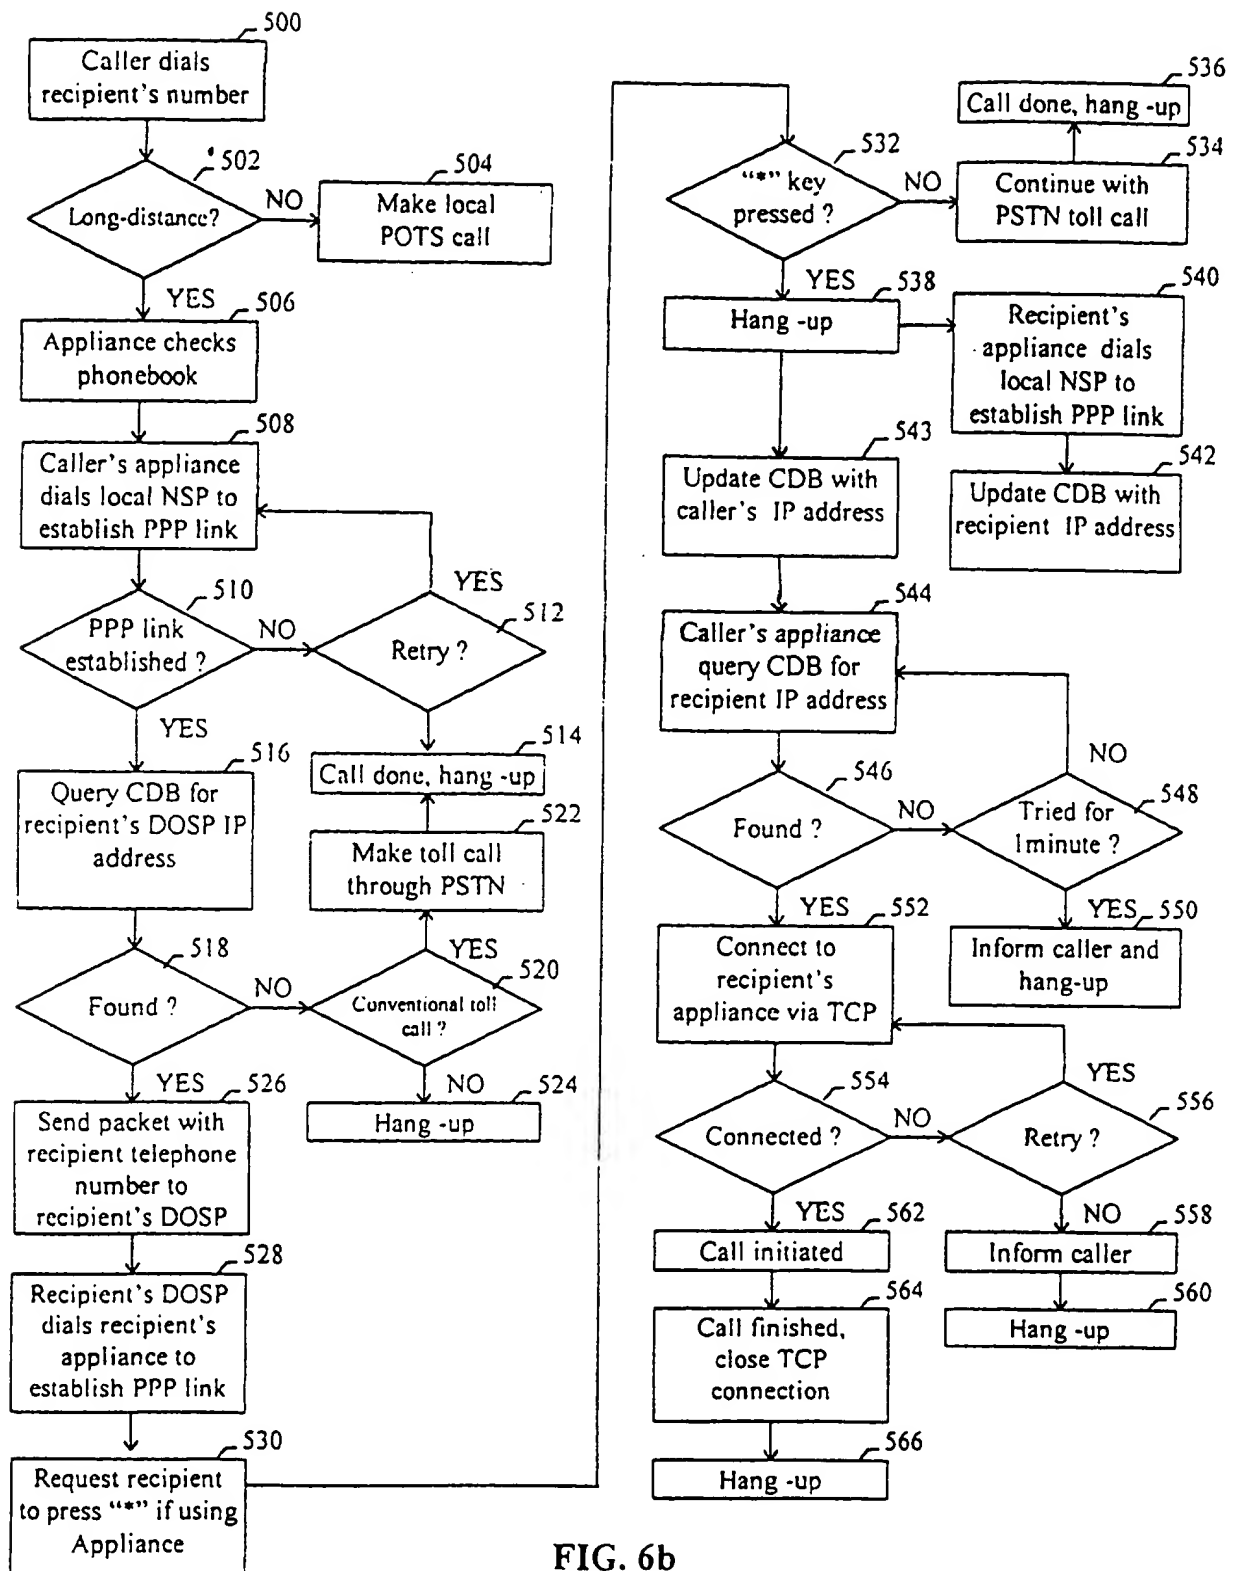 500
Caller dials
recipient's number
502
Long-distance?
NO
504
Make local
POTS call
YES
506
Appliance checks
phonebook
508
Caller's appliance
dials local NSP to
establish PPP link
510
PPP link
established ?
NO
YES
512
Retry ?
YES
514
Call done, hang -up
516
Query CDB for
recipient's DOSP IP
address
522
Make toll call
through PSTN
518
Found ?
NO
YES
520
Conventional toll
call ?
YES
NO
524
Hang -up
526
Send packet with
recipient telephone
number to
recipient's DOSP
528
Recipient's DOSP
dials recipient's
appliance to
establish PPP link
530
Request recipient
to press “*” if using
Appliance
532
“*” key
pressed ?
NO
534
Continue with
PSTN toll call
536
Call done, hang -up
YES
538
Hang -up
540
Recipient's
appliance dials
local NSP to
establish PPP link
542
Update CDB with
recipient IP address
543
Update CDB with
caller's IP address
544
Caller's appliance
query CDB for
recipient IP address
546
Found ?
NO
548
Tried for
1minute ?
NO
YES
550
Inform caller and
hang-up
YES
552
Connect to
recipient's
appliance via TCP
554
Connected ?
NO
556
Retry ?
YES
NO
558
Inform caller
560
Hang -up
YES
562
Call initiated
564
Call finished,
close TCP
connection
566
Hang -up
FIG. 6b